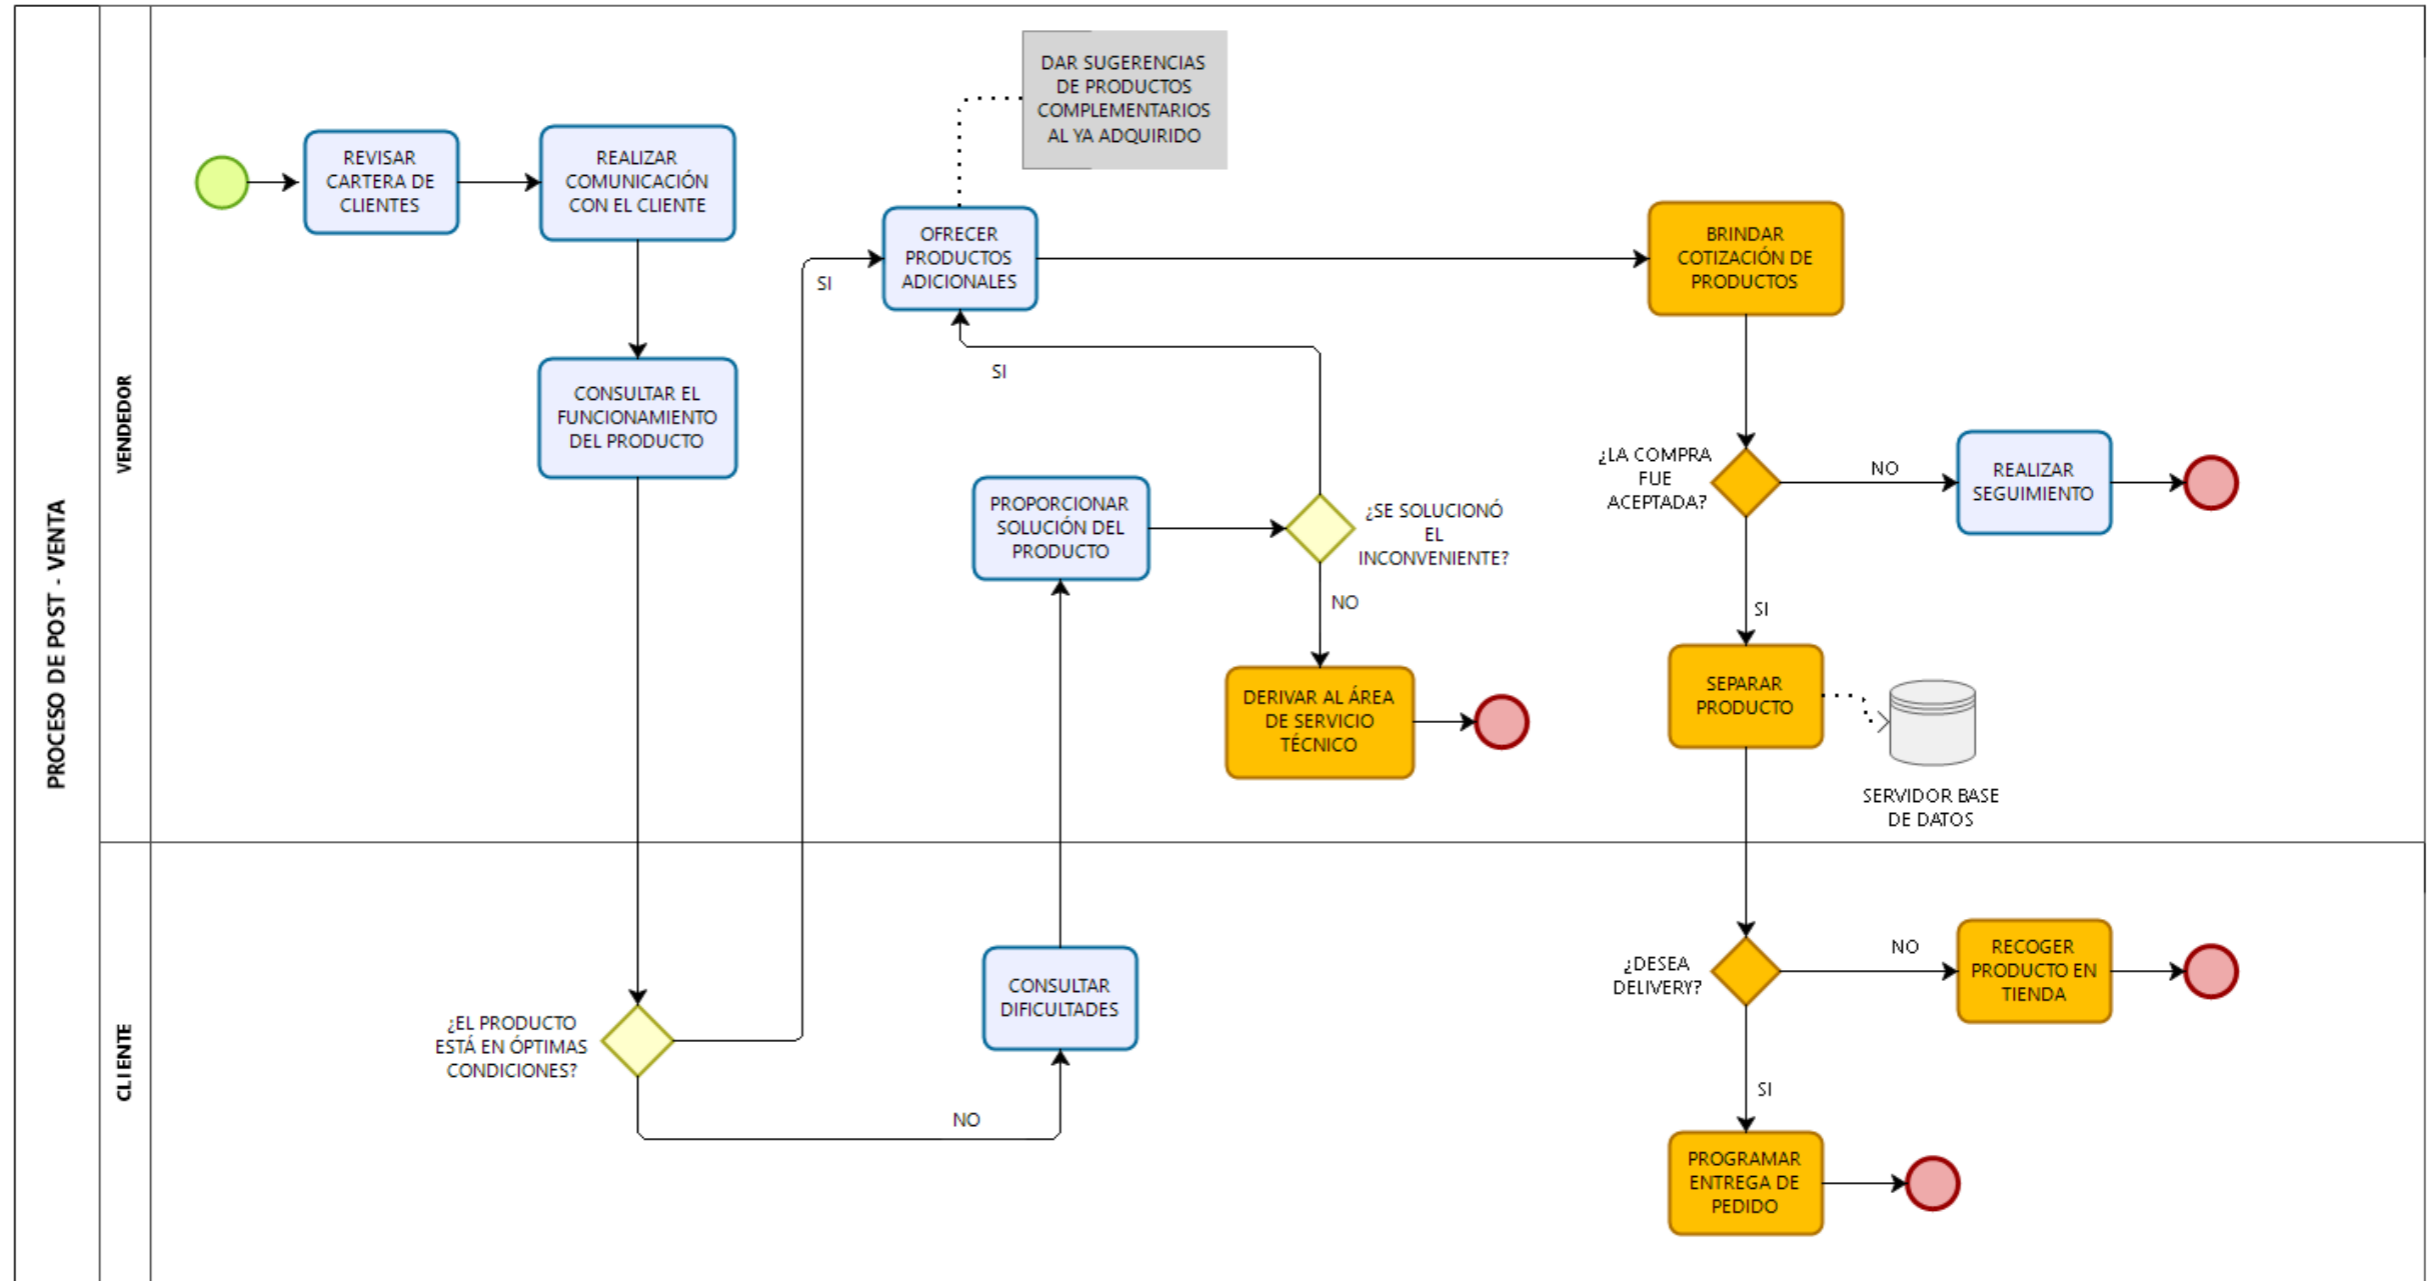 PROCESO DE POST - VENTA
VENDEDOR
REVISAR
CARTERA DE
CLIENTES
REALIZAR
COMUNICACIÓN
CON EL CLIENTE
CONSULTAR EL
FUNCIONAMIENTO
DEL PRODUCTO
DAR SUGERENCIAS
DE PRODUCTOS
COMPLEMENTARIOS
AL YA ADQUIRIDO
OFRECER
PRODUCTOS
ADICIONALES
SI
SI
PROPORCIONAR
SOLUCIÓN DEL
PRODUCTO
¿SE SOLUCIONÓ
EL
INCONVENIENTE?
NO
DERIVAR AL ÁREA
DE SERVICIO
TÉCNICO
BRINDAR
COTIZACIÓN DE
PRODUCTOS
¿LA COMPRA
FUE
ACEPTADA?
NO
REALIZAR
SEGUIMIENTO
SI
SEPARAR
PRODUCTO
SERVIDOR BASE
DE DATOS
CLIENTE
¿EL PRODUCTO
ESTÁ EN ÓPTIMAS
CONDICIONES?
NO
CONSULTAR
DIFICULTADES
¿DESEA
DELIVERY?
NO
RECOGER
PRODUCTO EN
TIENDA
SI
PROGRAMAR
ENTREGA DE
PEDIDO